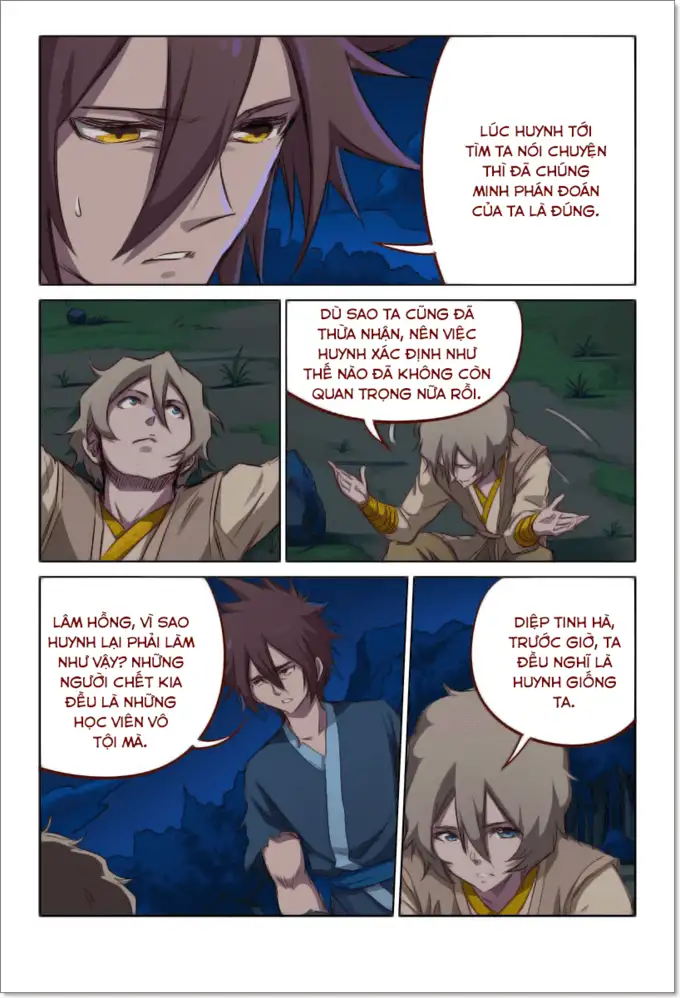 LÚC HUYNH TỚI
TÌM TA NÓI CHUYỆN
THÌ ĐÃ CHÚNG
MINH PHÁN ĐOÁN
CỦA TA LÀ ĐÚNG.
DÙ SAO TA CŨNG ĐÃ
THỪA NHẬN, NÊN VIỆC
HUYNH XÁC ĐỊNH NHƯ
THẾ NÀO ĐÃ KHÔNG CÒN
QUAN TRỌNG NỮA RỒI.
LÂM HỒNG, VÌ SAO
HUYNH LẠI PHẢI LÀM
NHƯ VẬY? NHỮNG
NGƯỜI CHẾT KIA
ĐỀU LÀ NHỮNG
HỌC VIÊN VÔ
TỘI MÀ.
DIỆP TINH HÀ,
TRƯỚC GIỜ, TA
ĐỀU NGHĨ LÀ
HUYNH GIỐNG
TA.